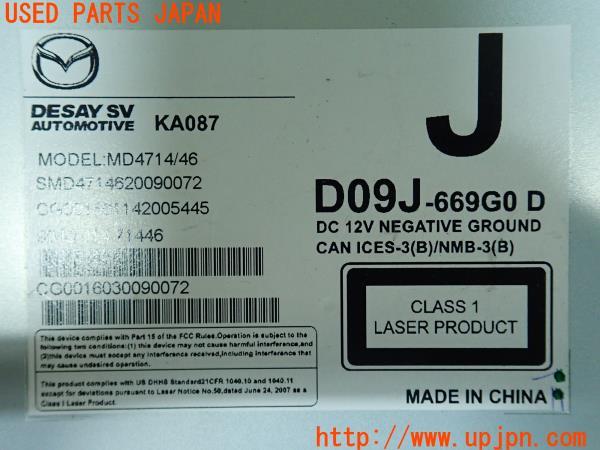 USED PARTS JAPAN
J
DESAY SV
AUTOMOTIVE KA087
MODEL:MD4714/46
SMD4714620090072
D09J-669G0 D
DC 12V NEGATIVE GROUND
CAN ICES-3(B)/NMB-3(B)
CG0016030090072
CLASS 1
LASER PRODUCT
This device complies with Part 15 of the FCC Rules.Operation is subject to the
following two conditions:(1) this device may not cause harmful interference,and
(2)this device must accept any interference received,including interference that
may cause undesired operation.
This product complies with US DHHS Standard21CFR 1040.10 and 1040.11
except for deviations pursuant to Laser Notice No.50,dated June 24, 2007 as a
Class I Laser Product.
MADE IN CHINA
http://www.upjpn.com/